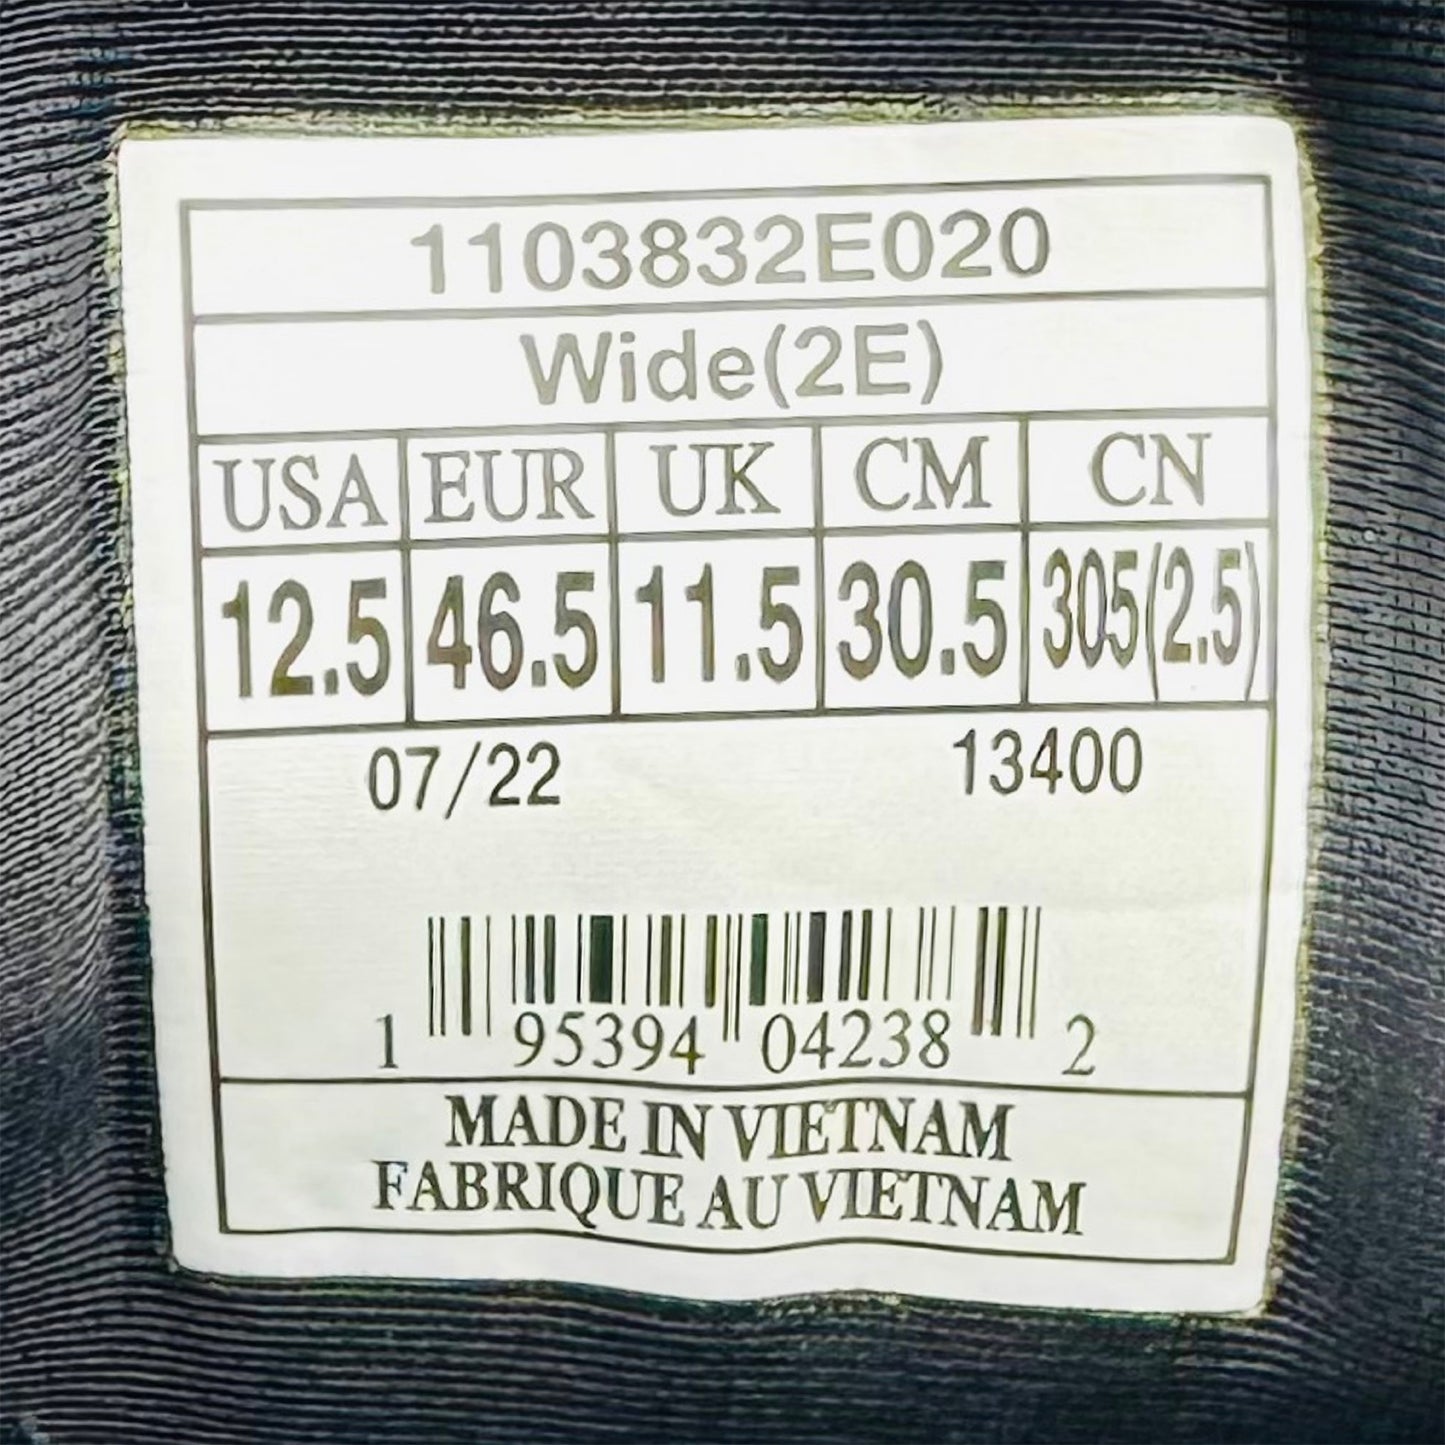 1103832E020
Wide(2E)
USA EUR UK CM CN
12.5 46.5 11.5 30.5 305(2.5)
07/22 13400
1 95394 04238 2
MADE IN VIETNAM
FABRIQUE AU VIETNAM